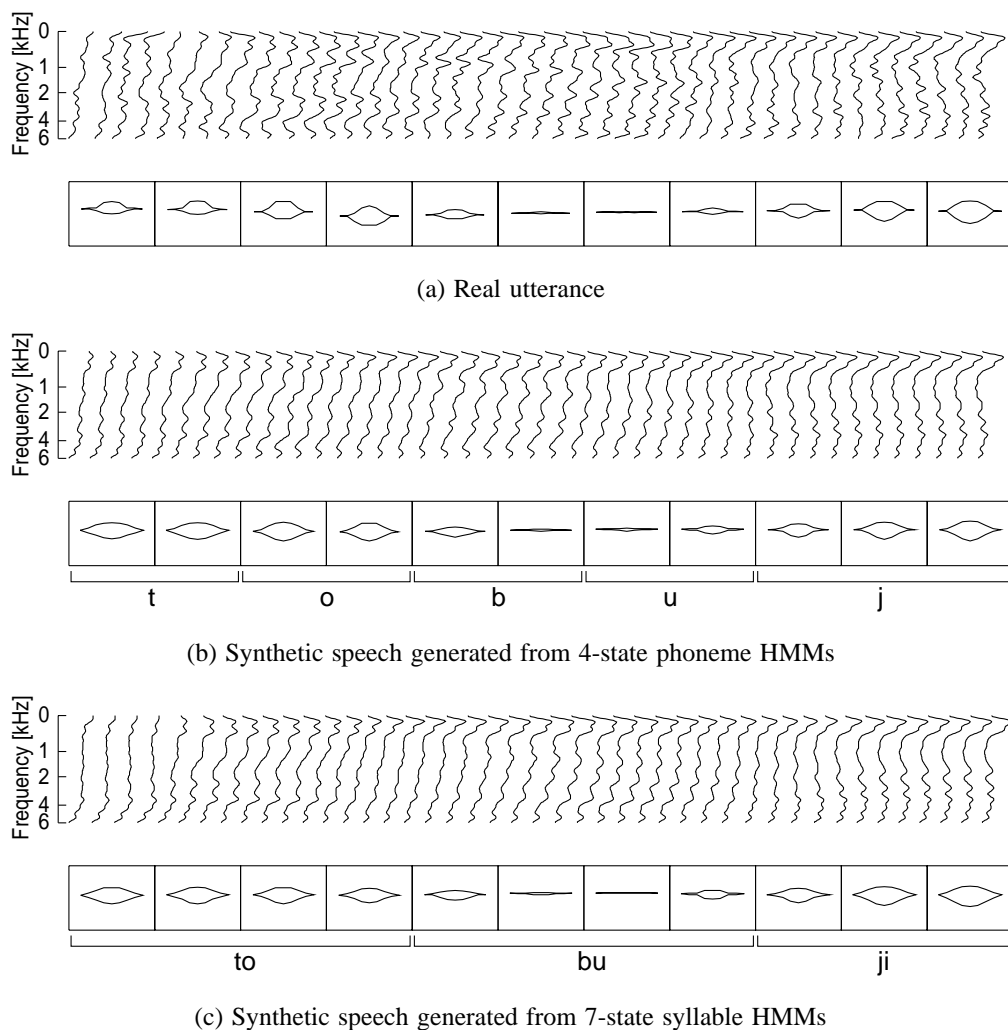 Frequency [kHz]
0
1
2
4
6
(a) Real utterance
Frequency [kHz]
0
1
2
4
6
t o b u j
(b) Synthetic speech generated from 4-state phoneme HMMs
Frequency [kHz]
0
1
2
4
6
to bu ji
(c) Synthetic speech generated from 7-state syllable HMMs